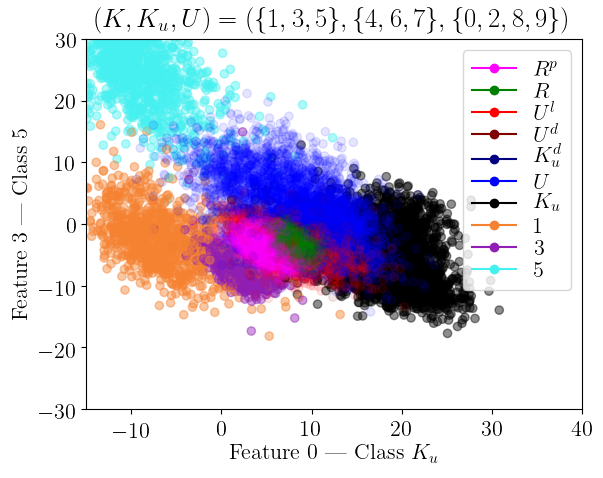 (K, K_u, U) = ({1, 3, 5}, {4, 6, 7}, {0, 2, 8, 9})
30
20
10
0
−10
−20
−30
Feature 3 — Class 5
R^p
R
U^l
U^d
K_u^d
U
K_u
1
3
5
−10
0
10
20
30
40
Feature 0 — Class K_u